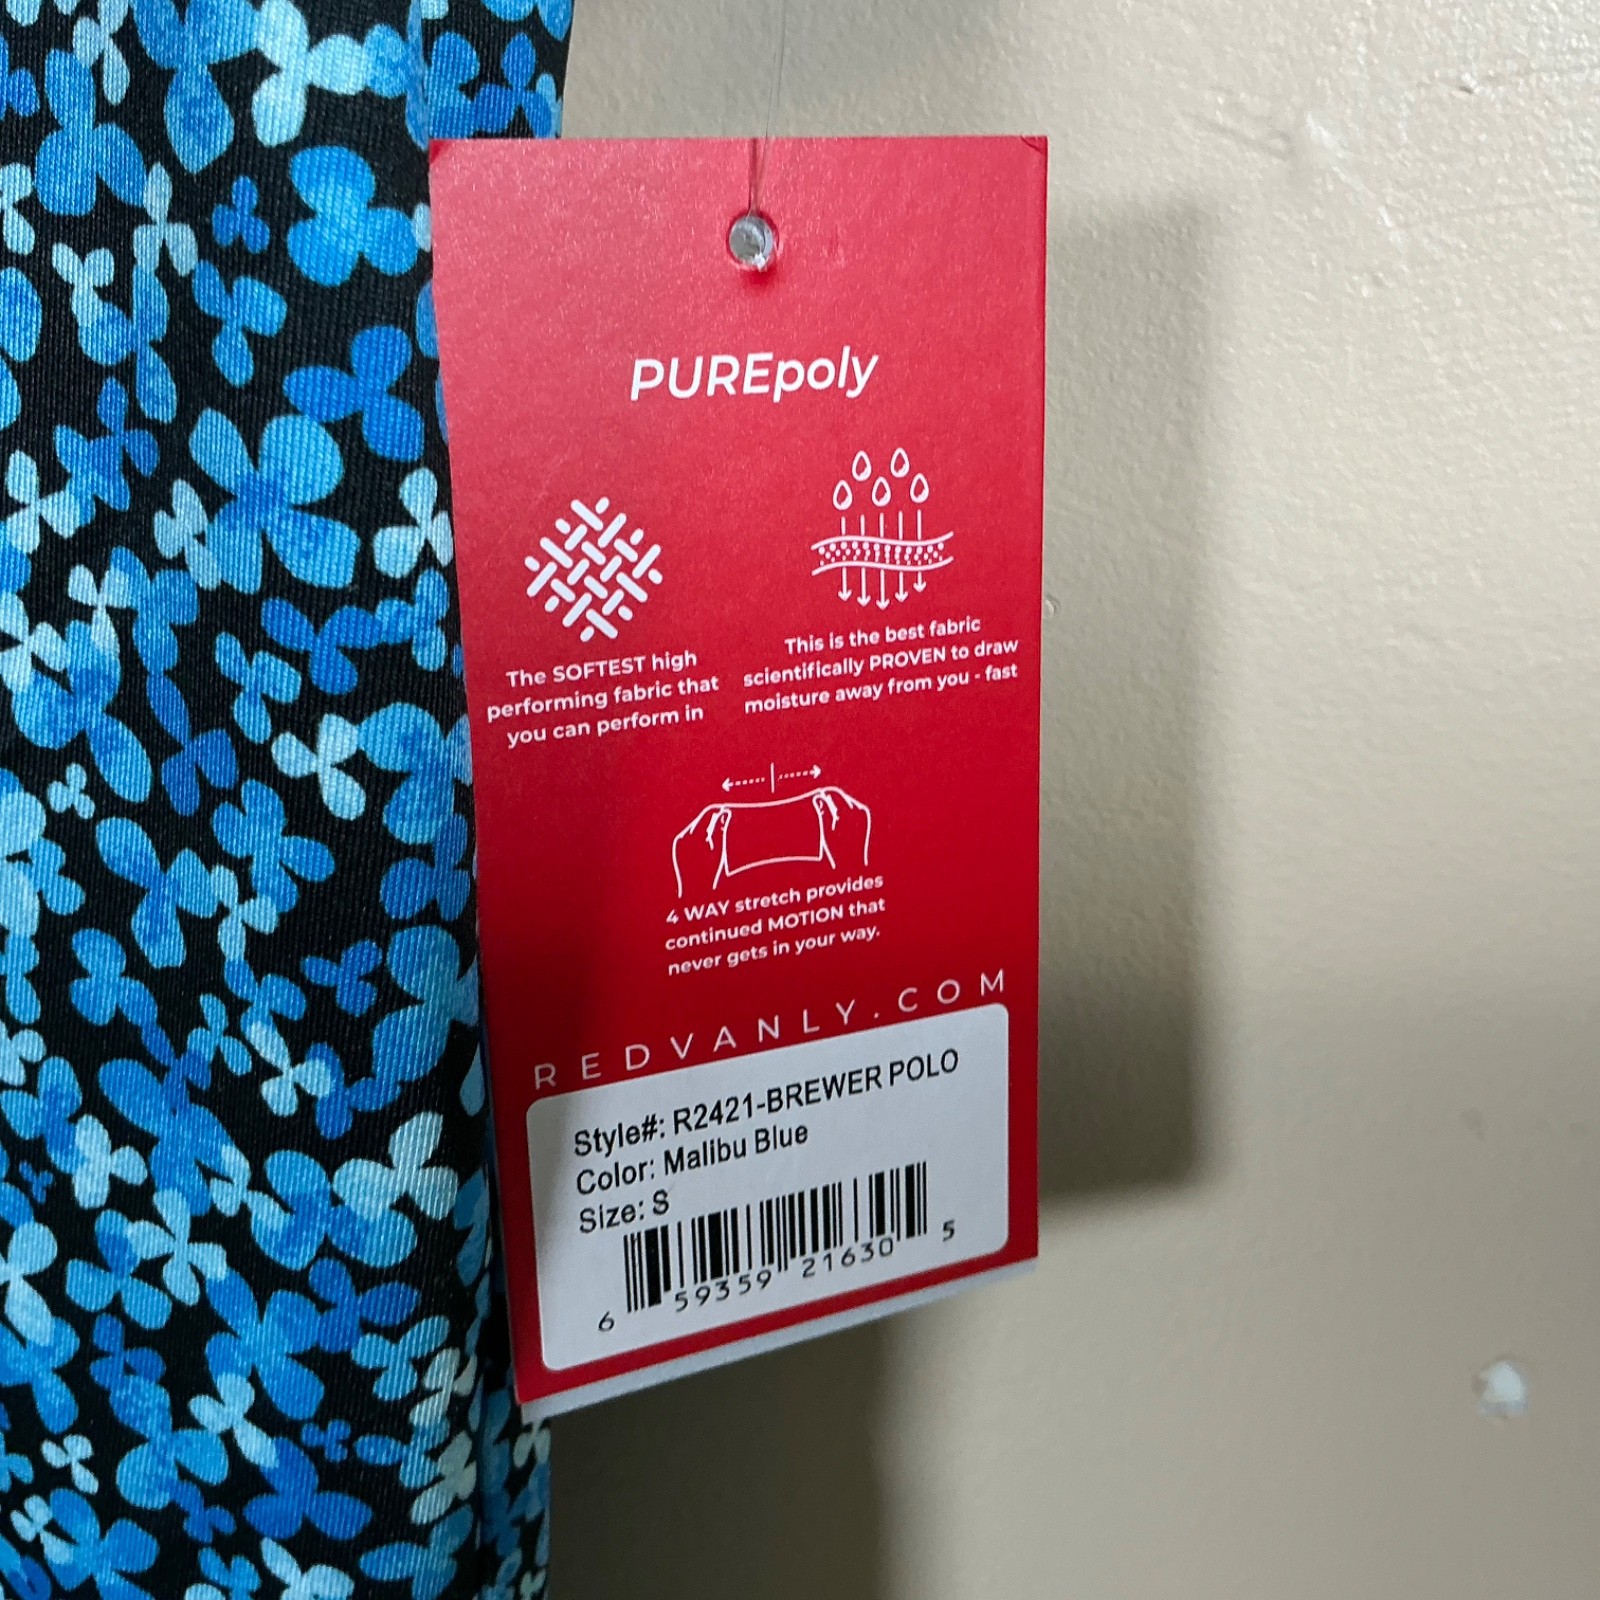 PUREpoly
The SOFTEST high
performing fabric that
you can perform in
This is the best fabric
scientifically PROVEN to draw
moisture away from you - fast
4 WAY stretch provides
continued MOTION that
never gets in your way.
REDVANLY.COM
Style#: R2421-BREWER POLO
Color: Malibu Blue
Size: S
6 59359 21630 5